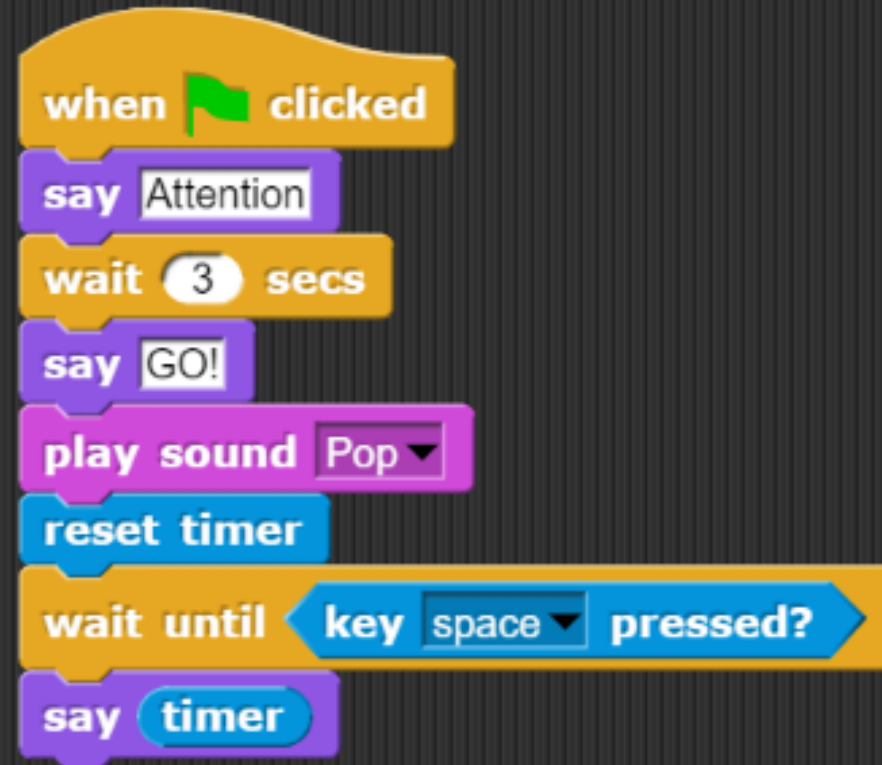 when clicked
say Attention
wait 3 secs
say GO!
play sound Pop
reset timer
wait until key space pressed?
say timer